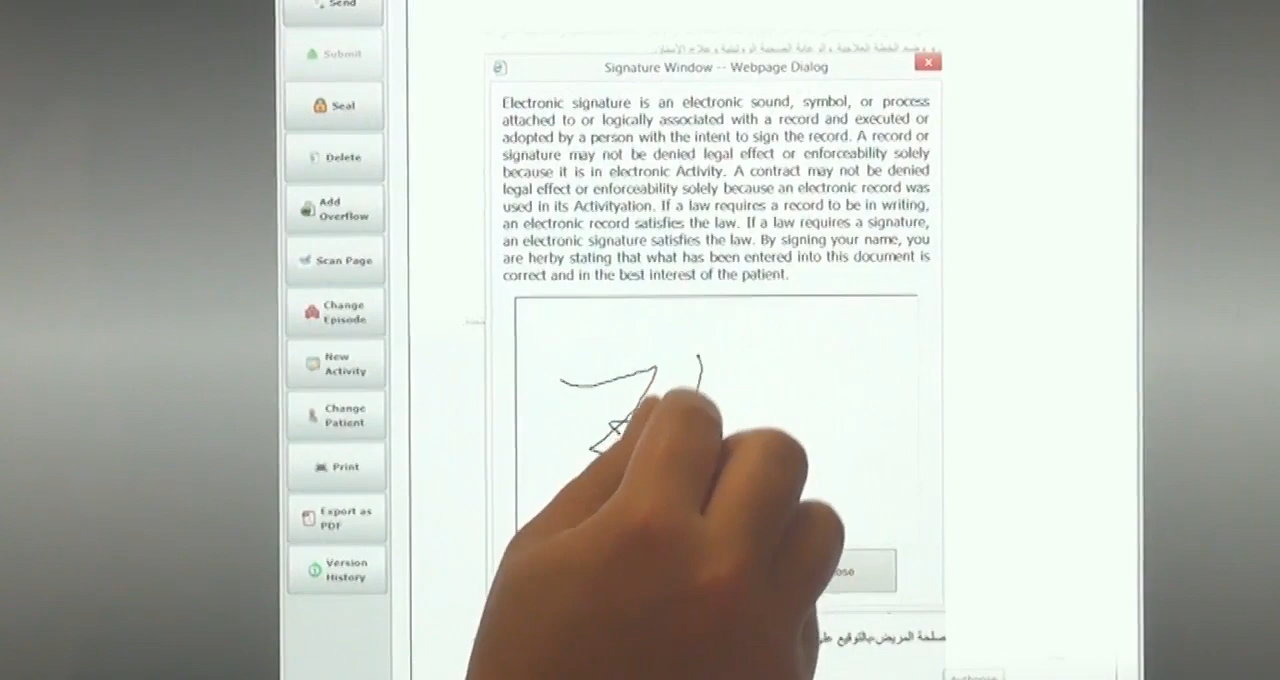 Send
Submit
Seal
Delete
Add
Overflow
Scan Page
Change
Episode
New
Activity
Change
Patient
Print
Export as
PDF
Version
History
Signature Window -- Webpage Dialog
Electronic signature is an electronic sound, symbol, or process
attached to or logically associated with a record and executed or
adopted by a person with the intent to sign the record. A record or
signature may not be denied legal effect or enforceability solely
because it is in electronic Activity. A contract may not be denied
legal effect or enforceability solely because an electronic record was
used in its Activityation. If a law requires a record to be in writing,
an electronic record satisfies the law. If a law requires a signature,
an electronic signature satisfies the law. By signing your name, you
are herby stating that what has been entered into this document is
correct and in the best interest of the patient.
ose
المريض بالتوقيع